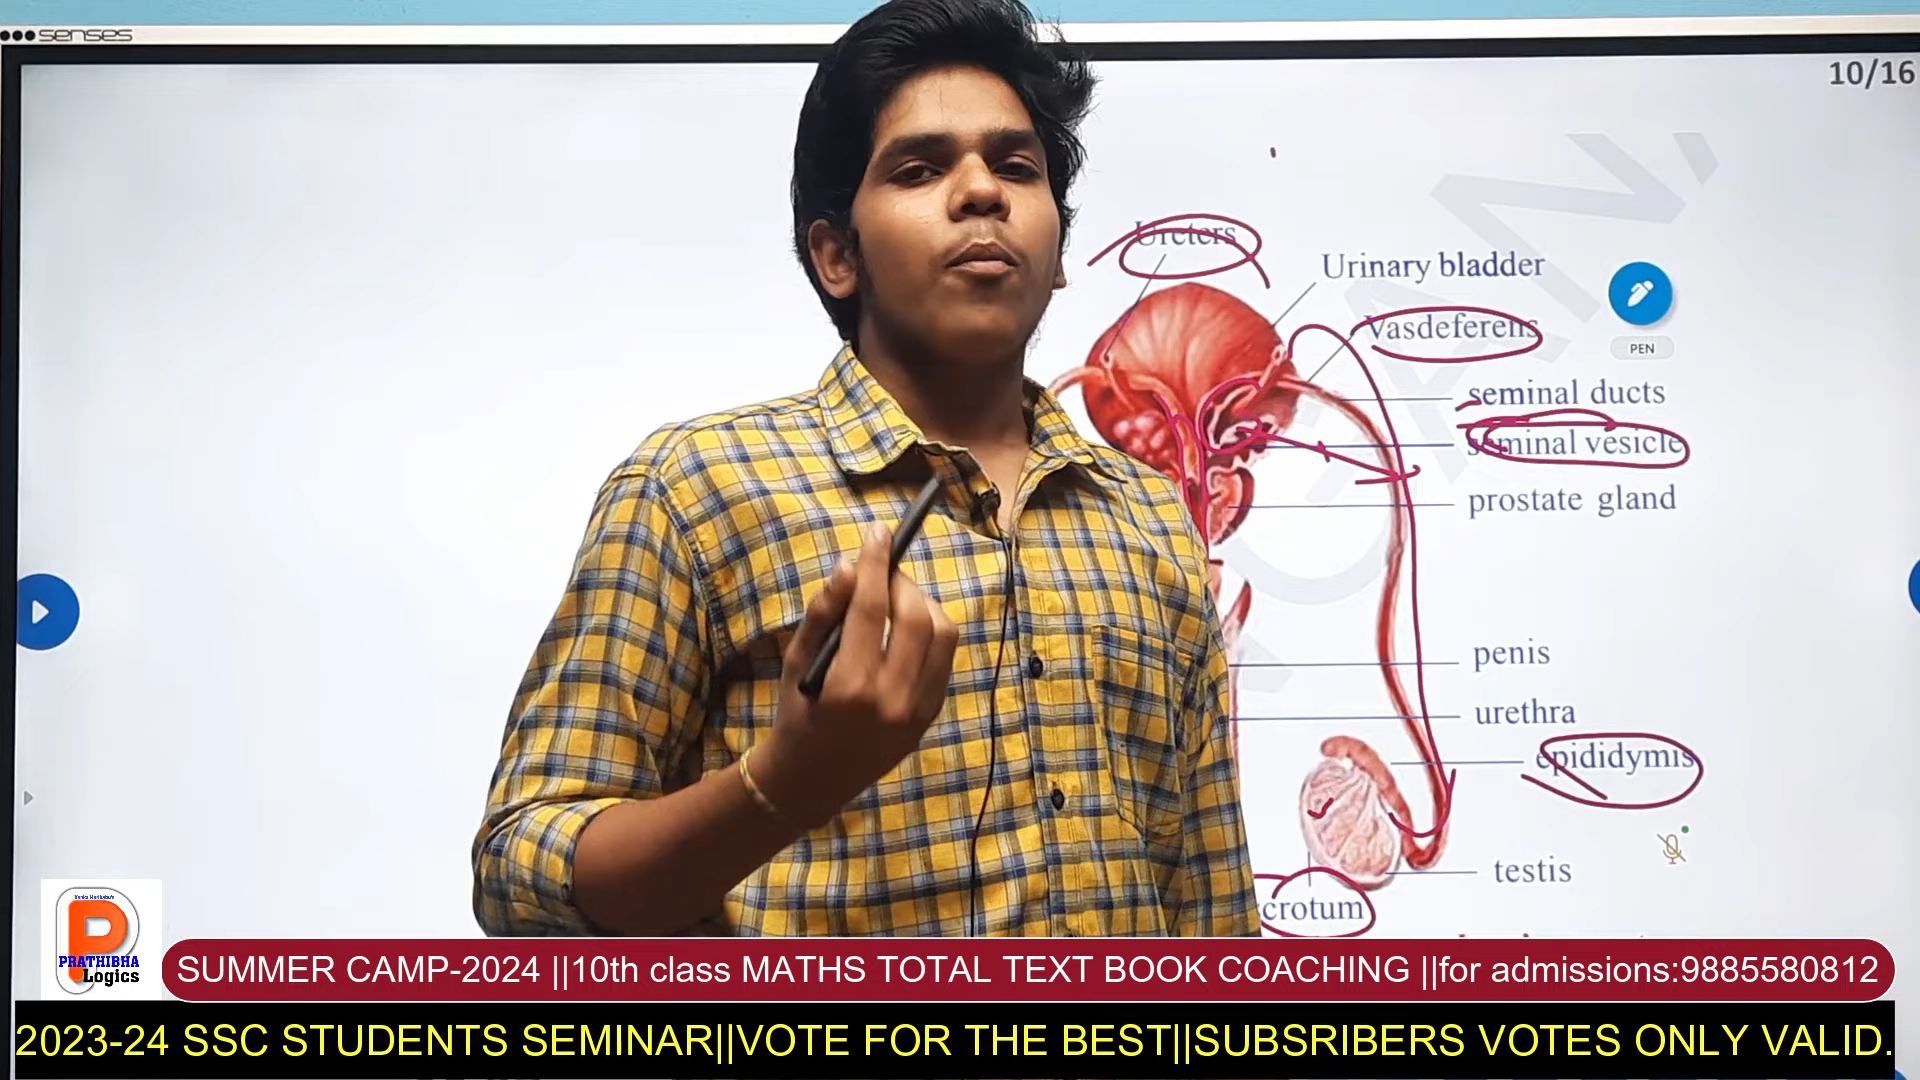 senses
10/16
Ureters
Urinary bladder
Vasdeferens
PEN
seminal ducts
seminal vesicle
prostate gland
penis
urethra
epididymis
testis
crotum
PRATHIBHA
Logics
SUMMER CAMP-2024 ||10th class MATHS TOTAL TEXT BOOK COACHING ||for admissions:9885580812
2023-24 SSC STUDENTS SEMINAR||VOTE FOR THE BEST||SUBSRIBERS VOTES ONLY VALID.